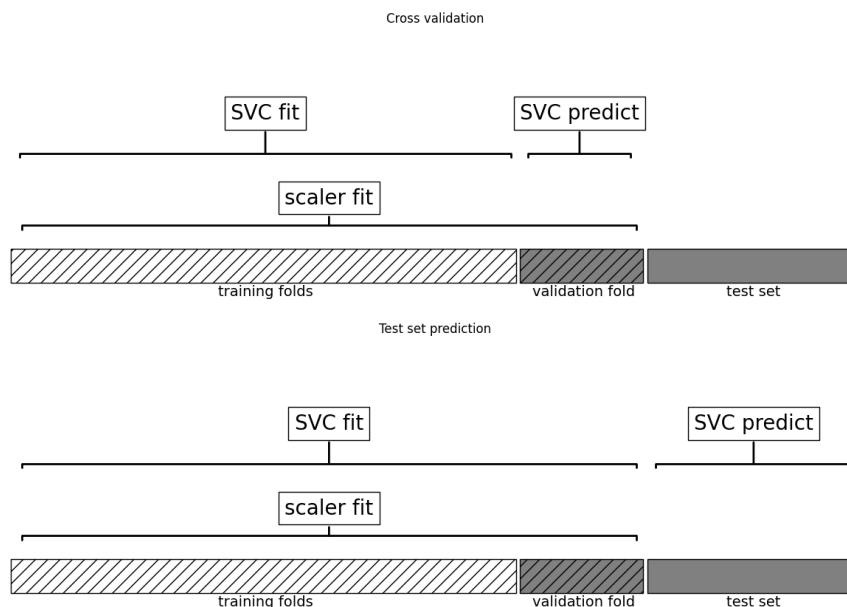 Cross validation
SVC fit
SVC predict
scaler fit
training folds
validation fold
test set
Test set prediction
SVC fit
SVC predict
scaler fit
training folds
validation fold
test set